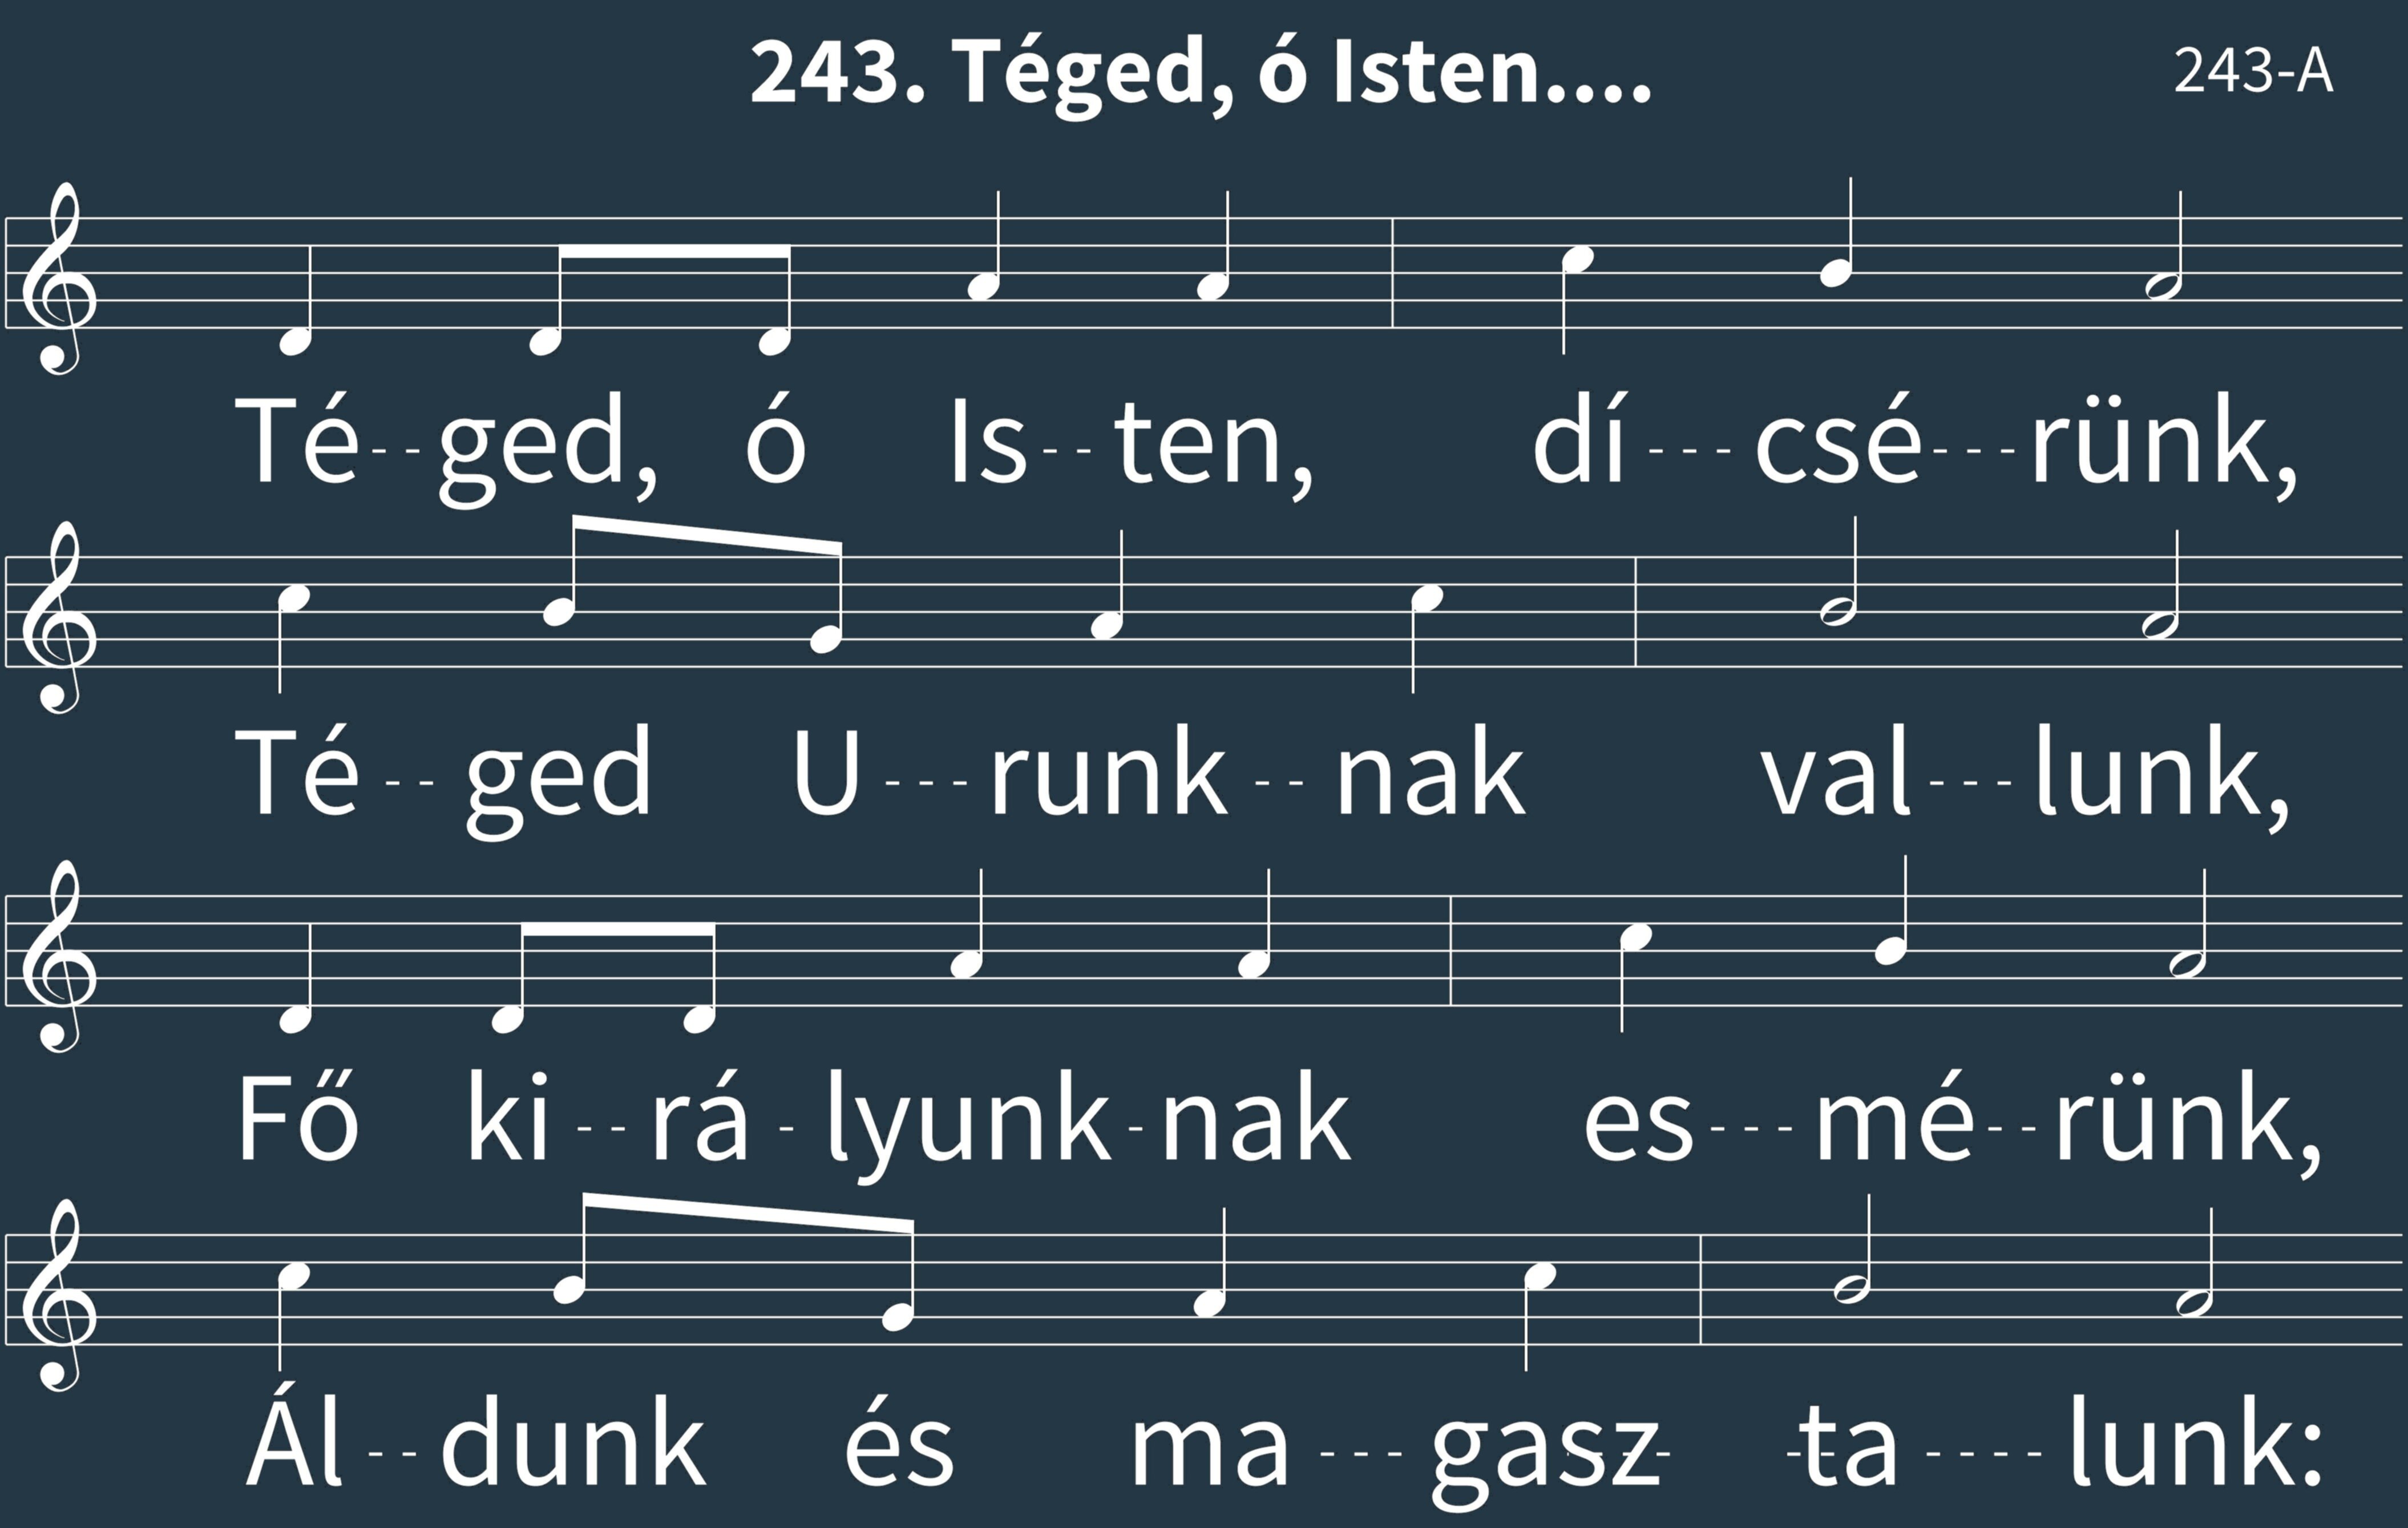 243. Téged, ó Isten....
243-A
Té--ged, ó Is--ten, dí---csé---rünk,
Té--ged U---runk--nak val---lunk,
Fő ki--rá-lyunk-nak es---mé--rünk,
Ál--dunk és ma---gasz--ta----lunk: